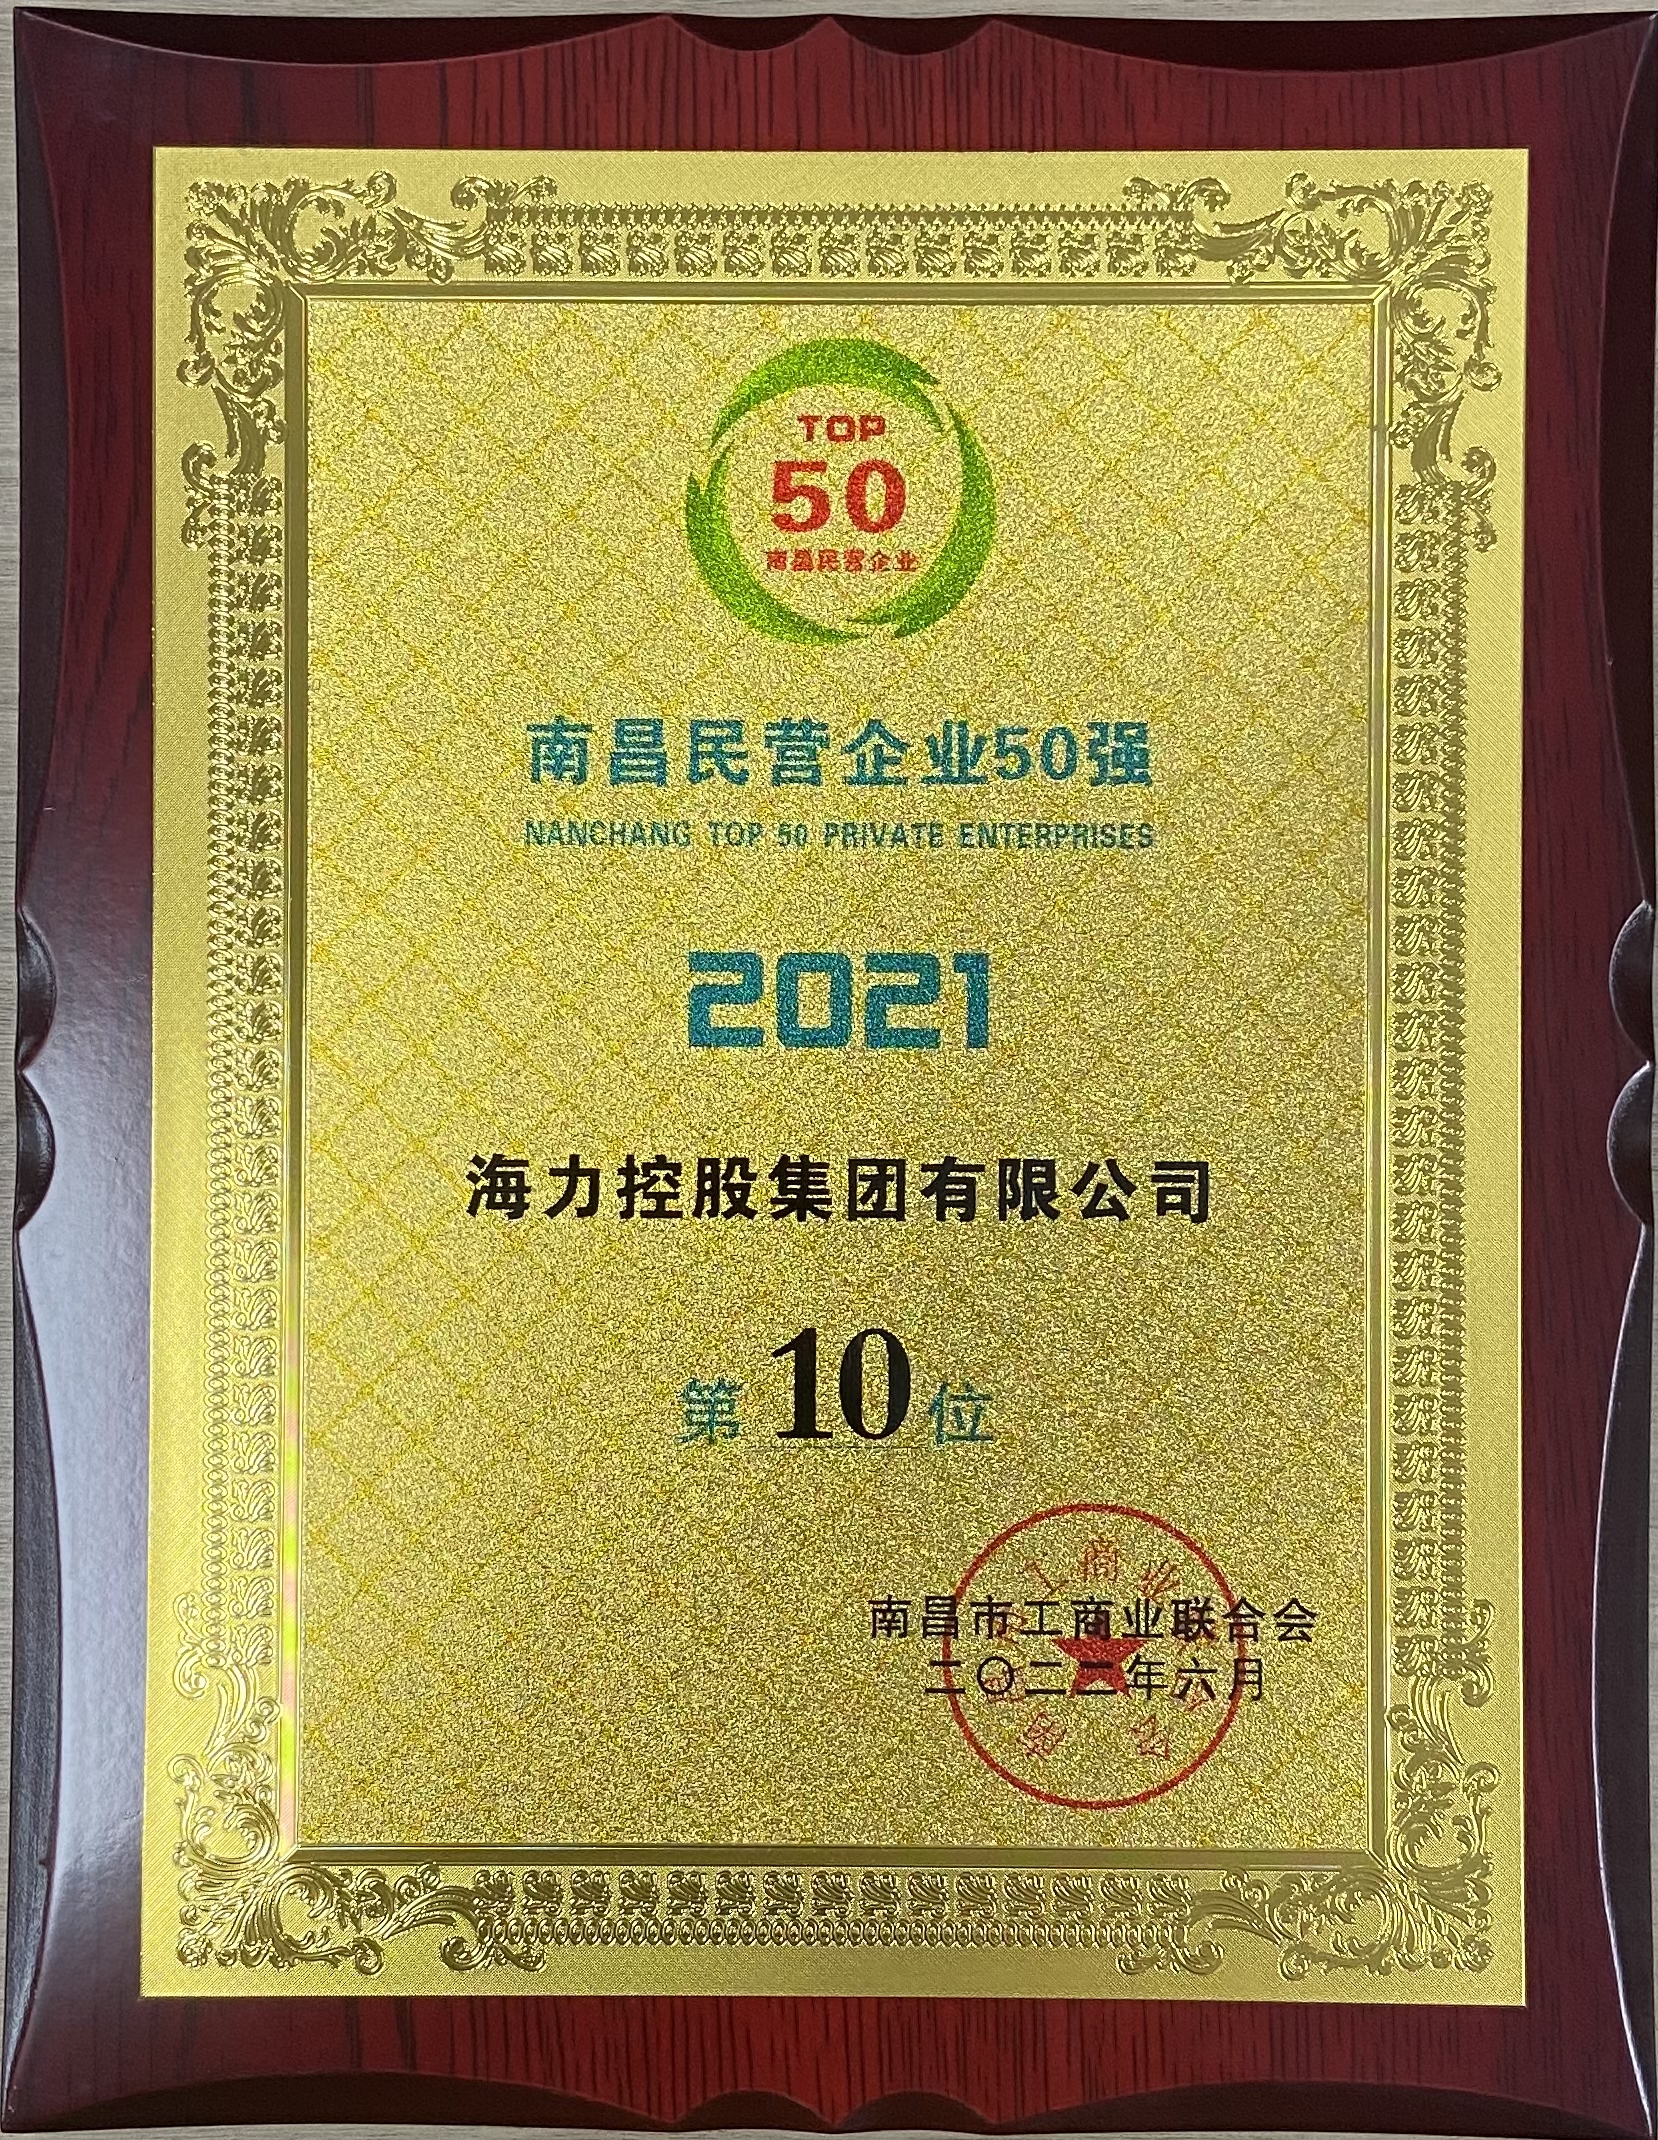 TOP
50
南昌民营企业
南昌民营企业50强
NANCHANG TOP 50 PRIVATE ENTERPRISES
2021
海力控股集团有限公司
第10位
南昌市工商业联合会
二〇二二年六月